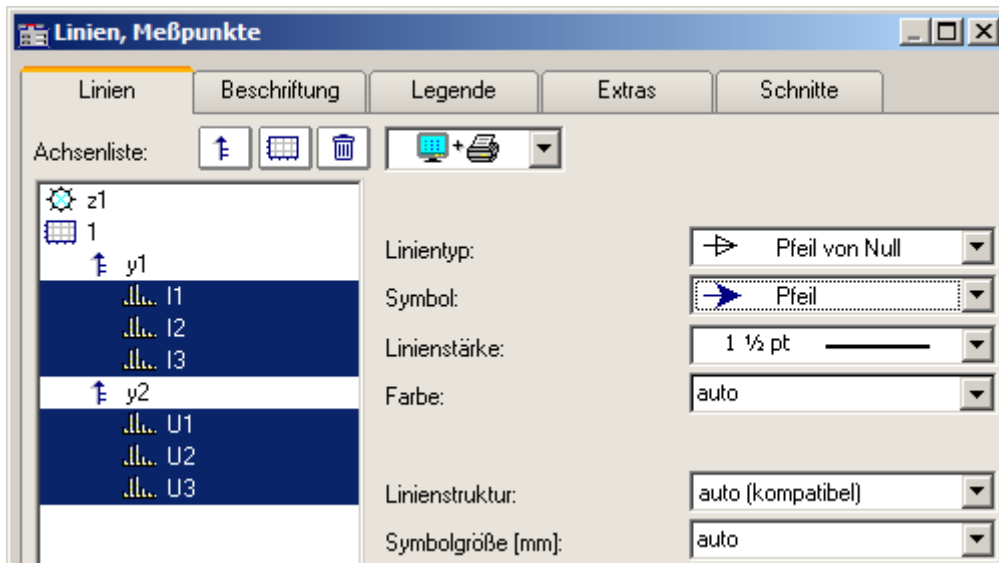 Linien, Meßpunkte
Linien
Beschriftung
Legende
Extras
Schnitte
Achsenliste:
z1
1
y1
I1
I2
I3
y2
U1
U2
U3
Linientyp:
Pfeil von Null
Symbol:
Pfeil
Linienstärke:
1 ½ pt
Farbe:
auto
Linienstruktur:
auto (kompatibel)
Symbolgröße [mm]:
auto